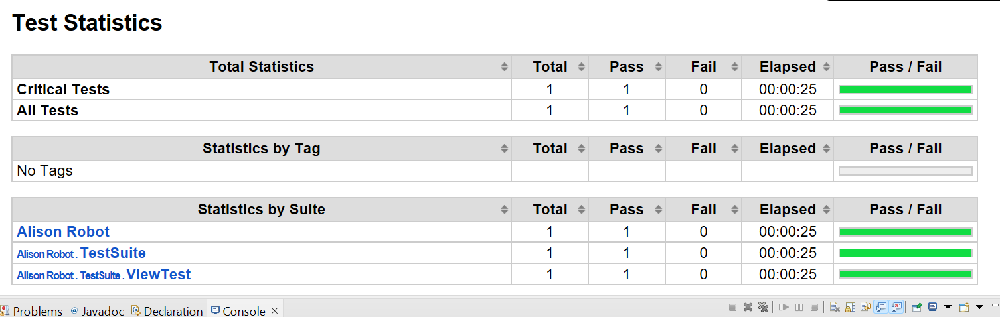 Test Statistics
Total Statistics Total Pass Fail Elapsed Pass / Fail
Critical Tests 1 1 0 00:00:25
All Tests 1 1 0 00:00:25
Statistics by Tag Total Pass Fail Elapsed Pass / Fail
No Tags
Statistics by Suite Total Pass Fail Elapsed Pass / Fail
Alison Robot 1 1 0 00:00:25
Alison Robot . TestSuite 1 1 0 00:00:25
Alison Robot . TestSuite . ViewTest 1 1 0 00:00:25
Problems @ Javadoc Declaration Console